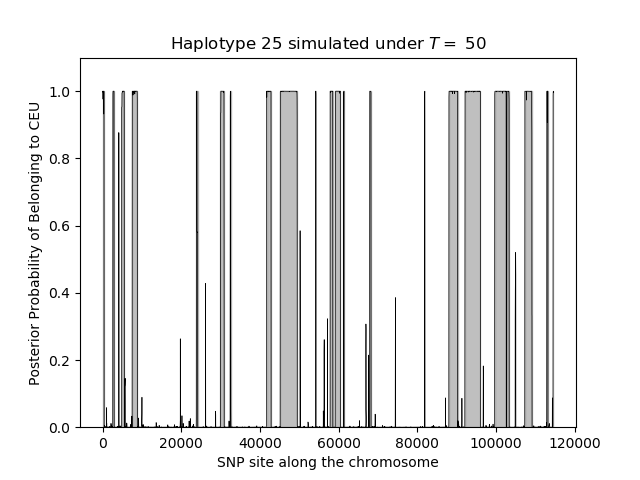 Haplotype 25 simulated under T = 50
Posterior Probability of Belonging to CEU
1.0
0.8
0.6
0.4
0.2
0.0
0 20000 40000 60000 80000 100000 120000
SNP site along the chromosome